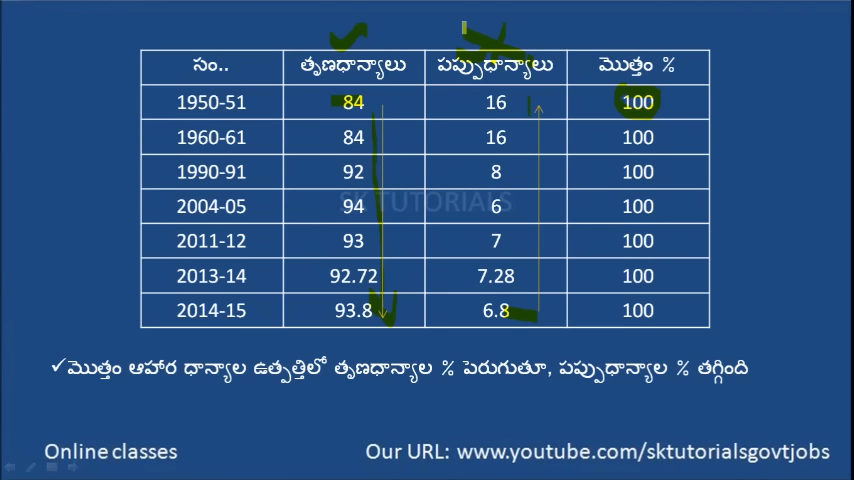 సం.. తృణధాన్యాలు పప్పుధాన్యాలు మొత్తం %
1950-51 84 16 100
1960-61 84 16 100
1990-91 92 8 100
2004-05 94 6 100
SK TUTORIALS
2011-12 93 7 100
2013-14 92.72 7.28 100
2014-15 93.8 6.8 100
✓మొత్తం ఆహార ధాన్యాల ఉత్పత్తిలో తృణధాన్యాల % పెరుగుతూ, పప్పుధాన్యాల % తగ్గింది
Online classes Our URL: www.youtube.com/sktutorialsgovtjobs